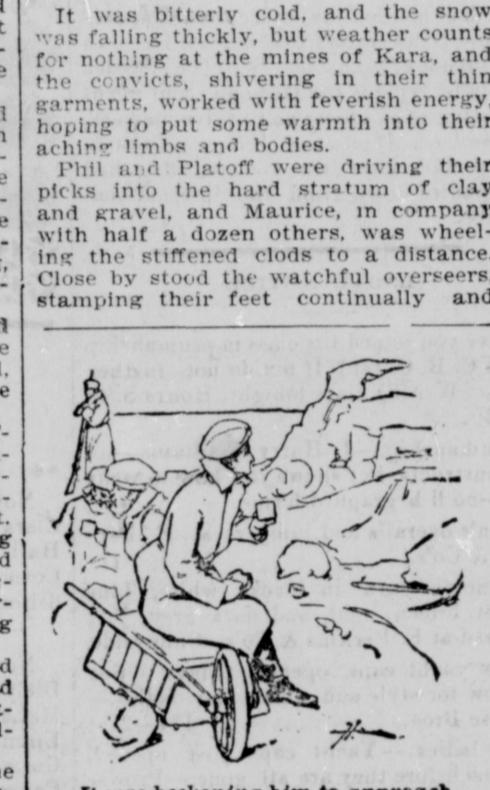 It was bitterly cold, and the snow
was falling thickly, but weather counts
for nothing at the mines of Kara, and
the convicts, shivering in their thin
garments, worked with feverish energy,
hoping to put some warmth into their
aching limbs and bodies.
Phil and Platoff were driving their
picks into the hard stratum of clay
and gravel, and Maurice, in company
with half a dozen others, was wheel-
ing the stiffened clods to a distance.
Close by stood the watchful overseers,
stamping their feet continually and
beckoning him to approach